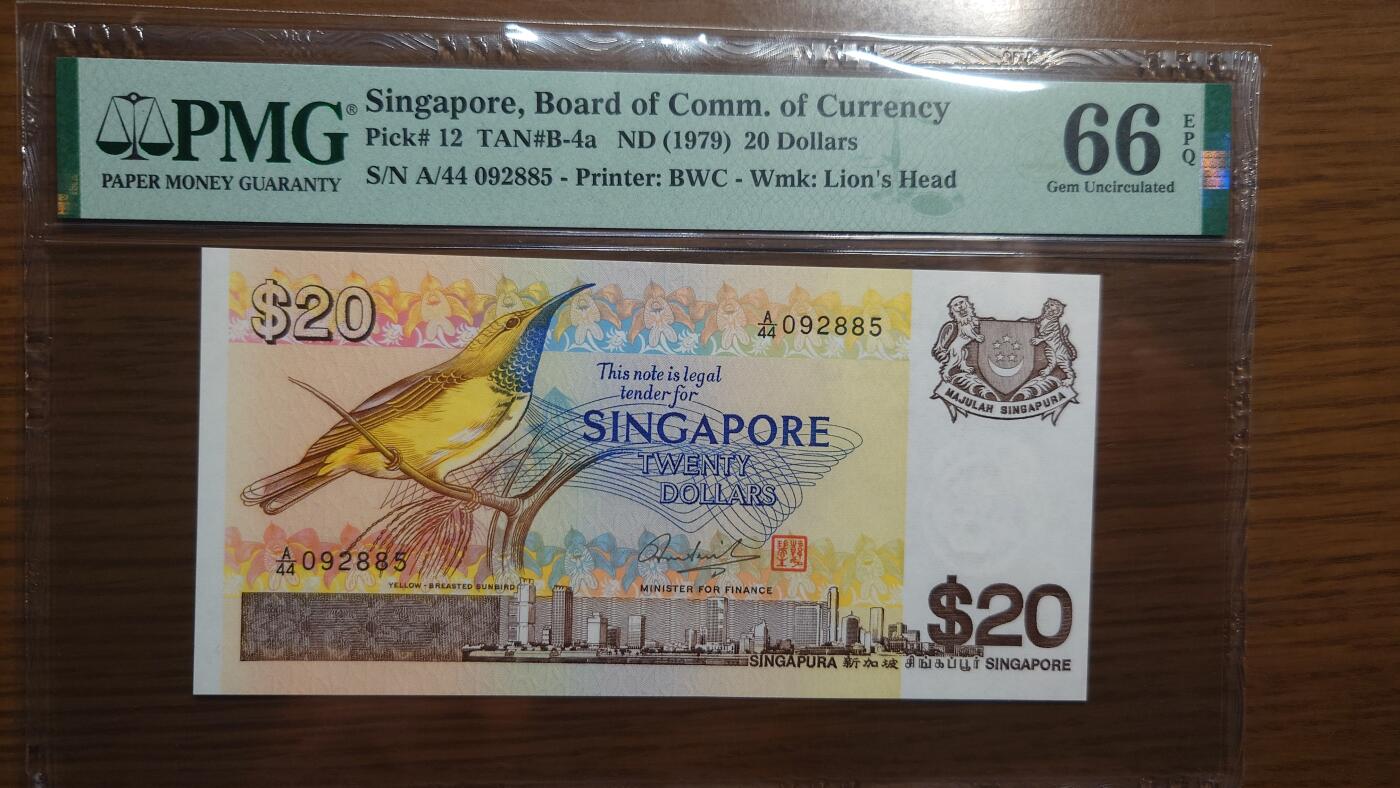 PMG®
PAPER MONEY GUARANTY
Singapore, Board of Comm. of Currency
Pick# 12 TAN#B-4a ND (1979) 20 Dollars
S/N A/44 092885 - Printer: BWC - Wmk: Lion's Head
66
EPQ
Gem Uncirculated
$20
A/44 092885
This note is legal
tender for
SINGAPORE
TWENTY
DOLLARS
MAJULAH SINGAPURA
A/44 092885
YELLOW-BREASTED SUNBIRD
MINISTER FOR FINANCE
$20
SINGAPURA 新加坡 சிங்கப்பூர் SINGAPORE